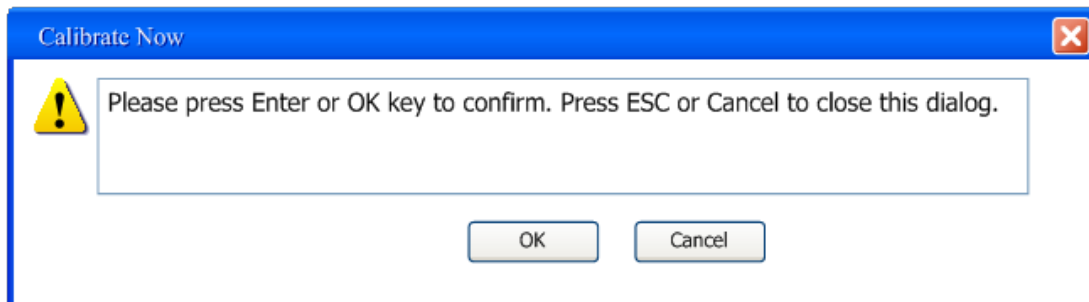 Calibrate Now
Please press Enter or OK key to confirm. Press ESC or Cancel to close this dialog.
OK
Cancel